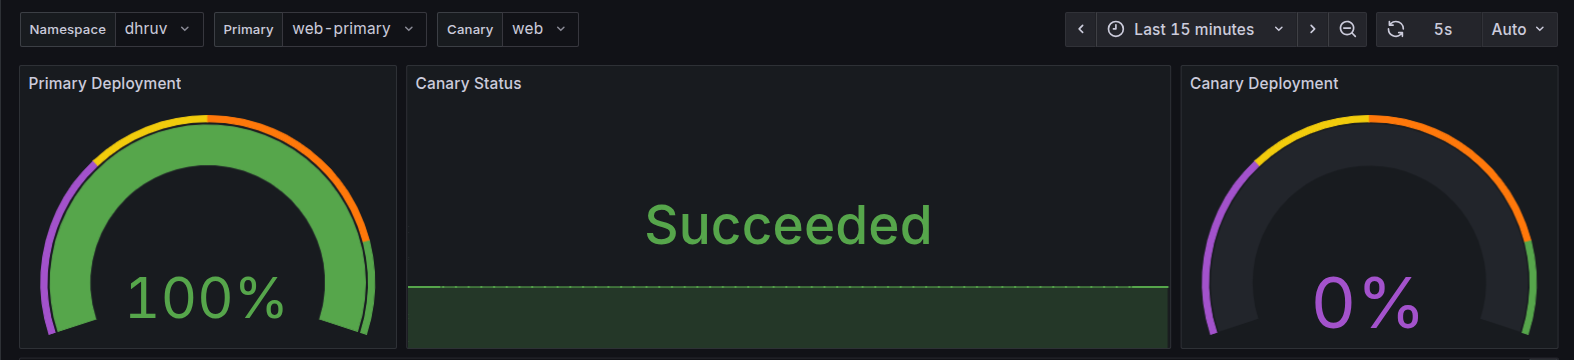 Namespace dhruv Primary web-primary Canary web Last 15 minutes 5s Auto
Primary Deployment
100%
Canary Status
Succeeded
Canary Deployment
0%